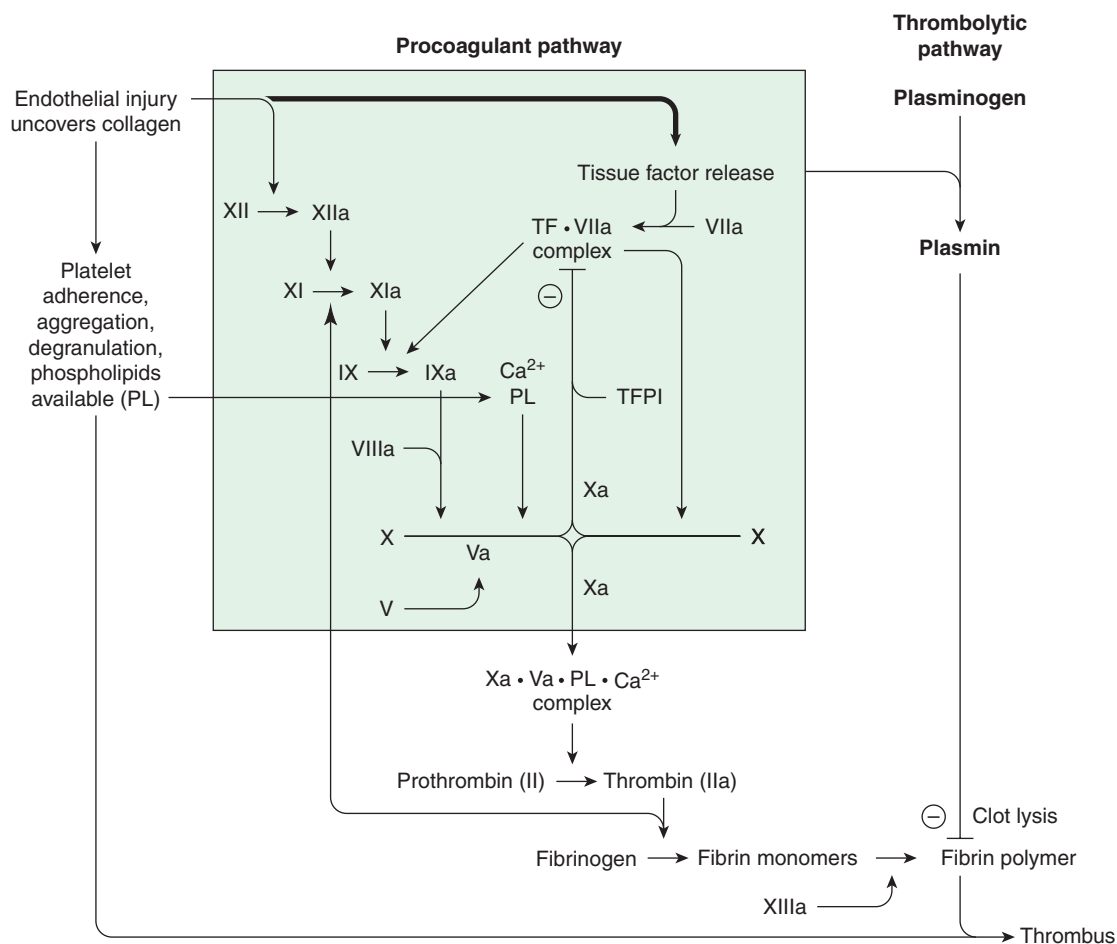 Thrombolytic
pathway
Procoagulant pathway
Endothelial injury
uncovers collagen
Plasminogen
Tissue factor release
XII
XIIa
TF • VIIa
complex
VIIa
Plasmin
Platelet
adherence,
aggregation,
degranulation,
phospholipids
available (PL)
XI
XIa
−
IX
IXa
Ca²⁺
PL
TFPI
VIIIa
Xa
X
X
Va
Xa
V
Xa • Va • PL • Ca²⁺
complex
Prothrombin (II)
Thrombin (IIa)
−
Clot lysis
Fibrinogen
Fibrin monomers
Fibrin polymer
XIIIa
Thrombus